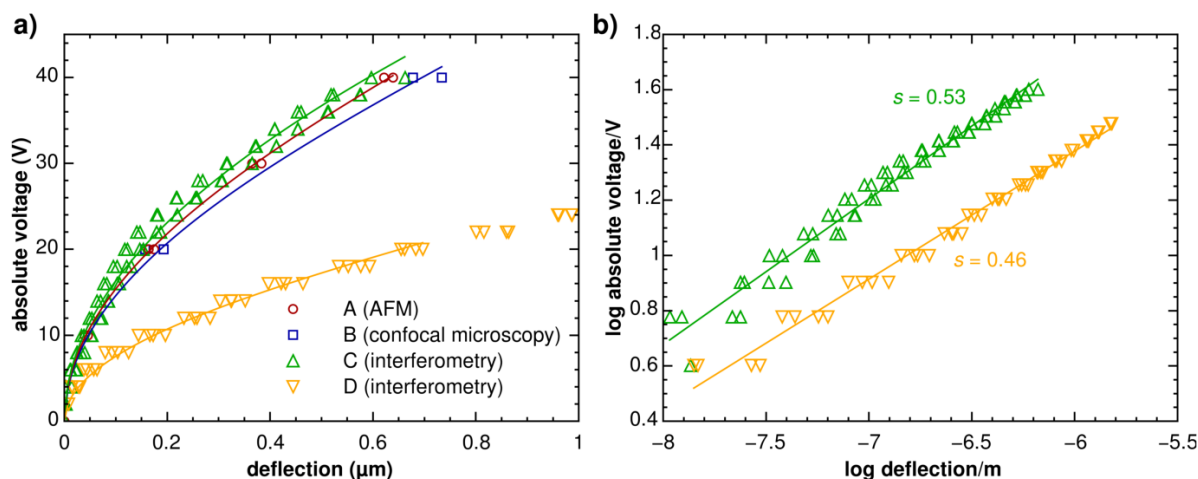 a)
absolute voltage (V)
40
30
20
10
0
0
0.2
0.4
0.6
0.8
1
deflection (µm)
A (AFM)
B (confocal microscopy)
C (interferometry)
D (interferometry)
b)
log absolute voltage/V
1.8
1.6
1.4
1.2
1
0.8
0.6
0.4
-8
-7.5
-7
-6.5
-6
-5.5
log deflection/m
s = 0.53
s = 0.46